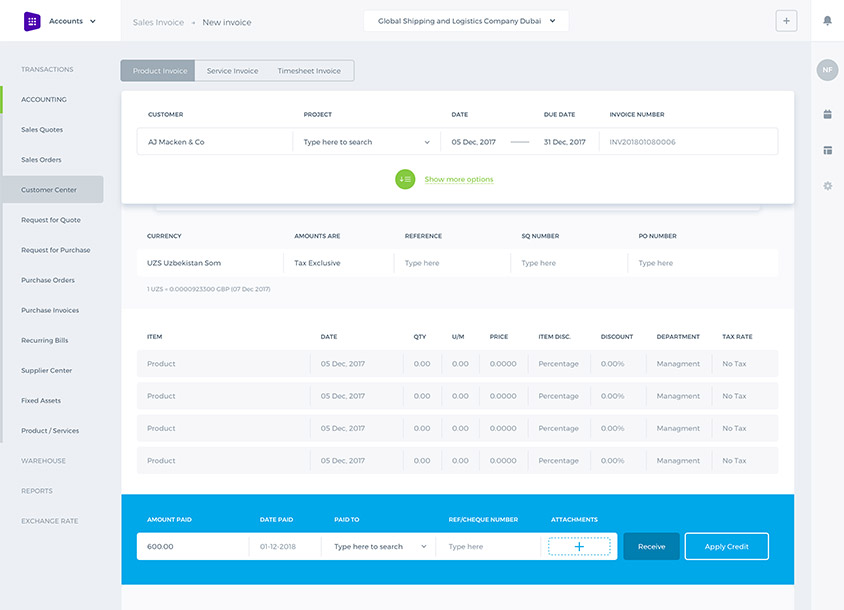 Accounts
Sales Invoice • New invoice
Global Shipping and Logistics Company Dubai
+
NF
TRANSACTIONS
ACCOUNTING
Sales Quotes
Sales Orders
Customer Center
Request for Quote
Request for Purchase
Purchase Orders
Purchase Invoices
Recurring Bills
Supplier Center
Fixed Assets
Product / Services
WAREHOUSE
REPORTS
EXCHANGE RATE
Product Invoice Service Invoice Timesheet Invoice
CUSTOMER PROJECT DATE DUE DATE INVOICE NUMBER
AJ Macken & Co Type here to search 05 Dec, 2017 31 Dec, 2017 INV201801080006
Show more options
CURRENCY AMOUNTS ARE REFERENCE SQ NUMBER PO NUMBER
UZS Uzbekistan Som Tax Exclusive Type here Type here Type here
1 UZS = 0.0000923300 GBP (07 Dec 2017)
ITEM DATE QTY U/M PRICE ITEM DISC. DISCOUNT DEPARTMENT TAX RATE
Product 05 Dec, 2017 0.00 0.00 0.0000 Percentage 0.00% Managment No Tax
Product 05 Dec, 2017 0.00 0.00 0.0000 Percentage 0.00% Managment No Tax
Product 05 Dec, 2017 0.00 0.00 0.0000 Percentage 0.00% Managment No Tax
Product 05 Dec, 2017 0.00 0.00 0.0000 Percentage 0.00% Managment No Tax
AMOUNT PAID DATE PAID PAID TO REF/CHEQUE NUMBER ATTACHMENTS
600.00 01-12-2018 Type here to search Type here + Receive Apply Credit